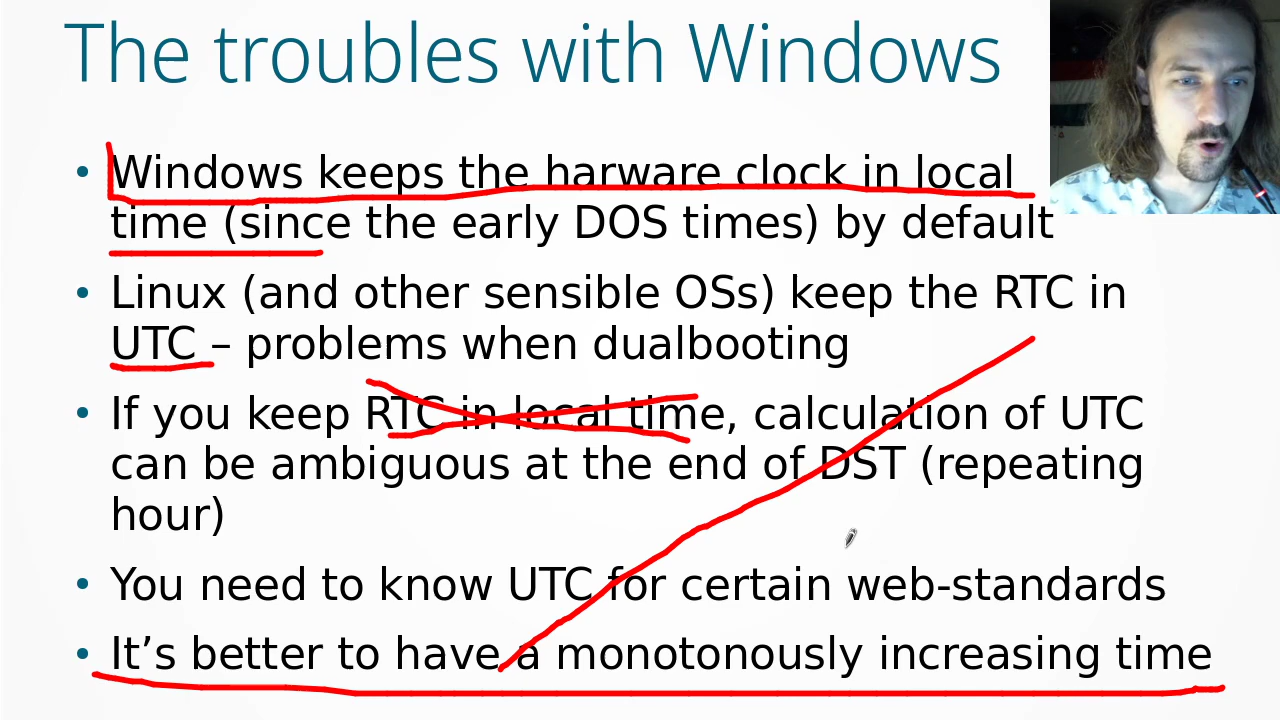 The troubles with Windows
• Windows keeps the harware clock in local
time (since the early DOS times) by default
• Linux (and other sensible OSs) keep the RTC in
UTC – problems when dualbooting
• If you keep RTC in local time, calculation of UTC
can be ambiguous at the end of DST (repeating
hour)
• You need to know UTC for certain web-standards
• It’s better to have a monotonously increasing time